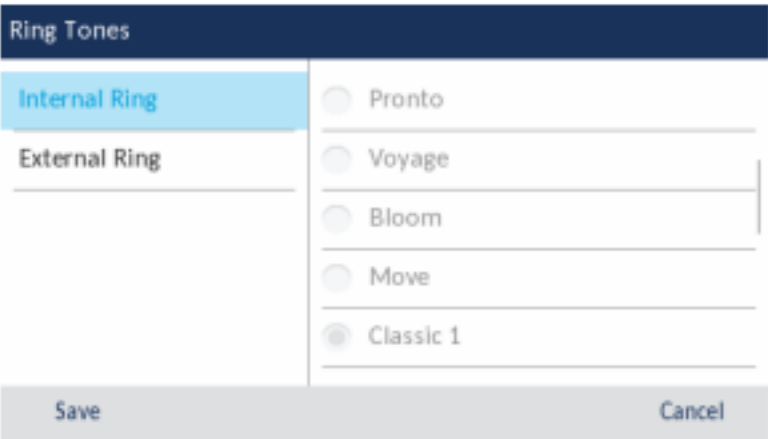 Ring Tones
Internal Ring
External Ring
Pronto
Voyage
Bloom
Move
Classic 1
Save
Cancel